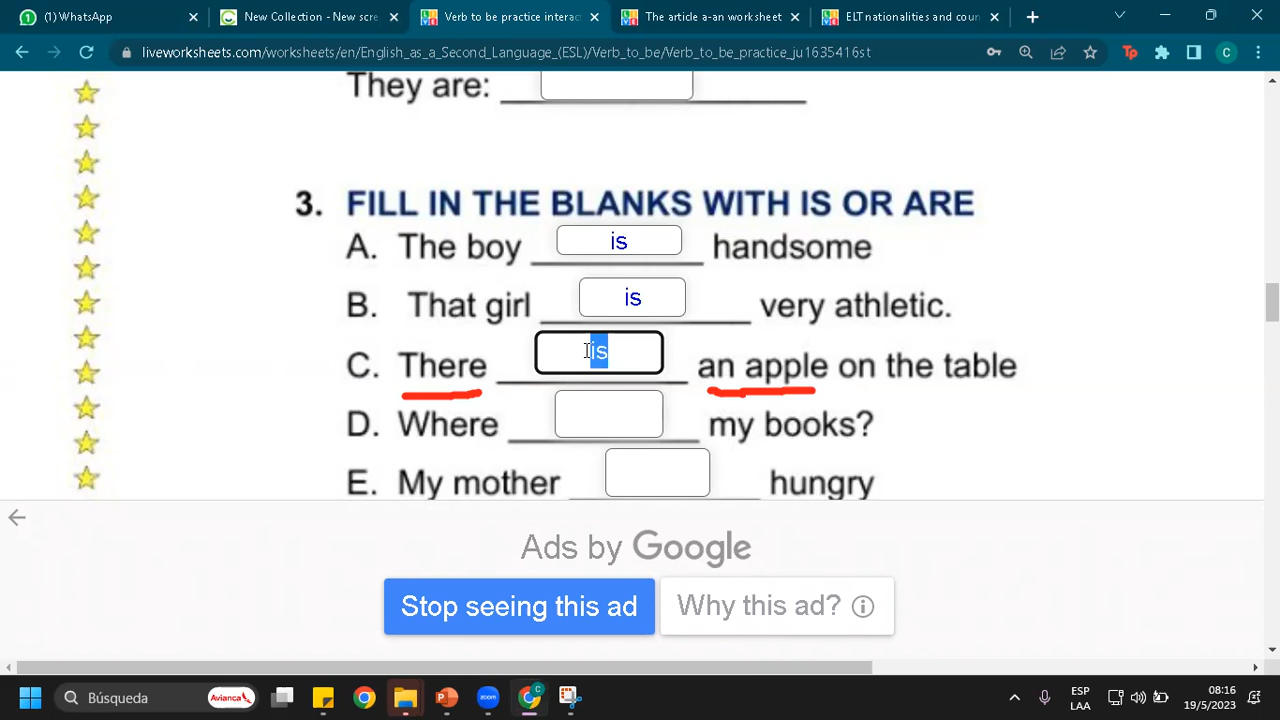 (1) WhatsApp
New Collection - New scre
Verb to be practice interac
The article a-an worksheet
ELT nationalities and coun
liveworksheets.com/worksheets/en/English_as_a_Second_Language_(ESL)/Verb_to_be/Verb_to_be_practice_ju1635416st
They are:
3. FILL IN THE BLANKS WITH IS OR ARE
A. The boy is handsome
B. That girl is very athletic.
C. There is an apple on the table
D. Where my books?
E. My mother hungry
Ads by Google
Stop seeing this ad
Why this ad?
Búsqueda
Avianca
zoom
ESP
LAA
08:16
19/5/2023